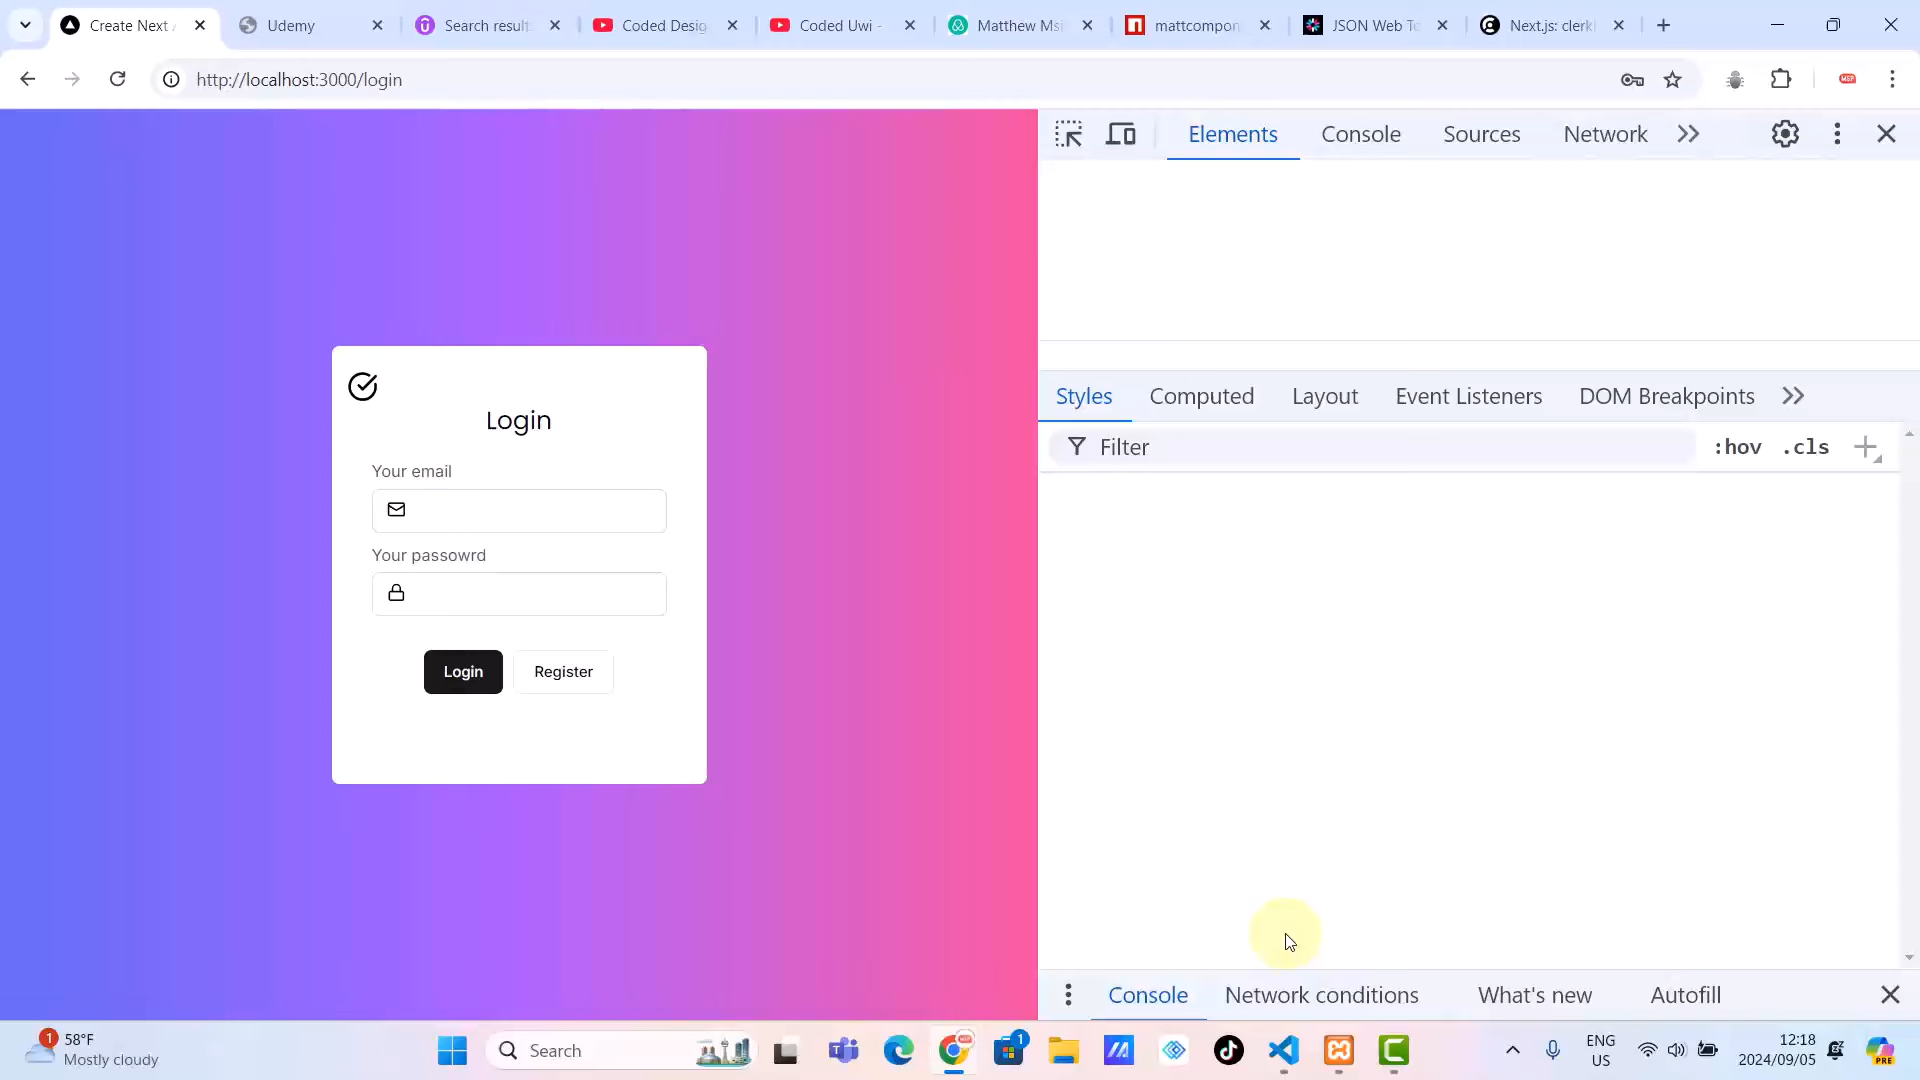 Create Next
Udemy
Search result
Coded Desig
Coded Uwi -
Matthew Msi
mattcompon
JSON Web To
Next.js: clerk
http://localhost:3000/login
Elements
Console
Sources
Network
Styles
Computed
Layout
Event Listeners
DOM Breakpoints
Filter
:hov
.cls
Login
Your email
Your passowrd
Login
Register
Console
Network conditions
What's new
Autofill
1
58°F
Mostly cloudy
Search
1
ENG
US
12:18
2024/09/05
PRE